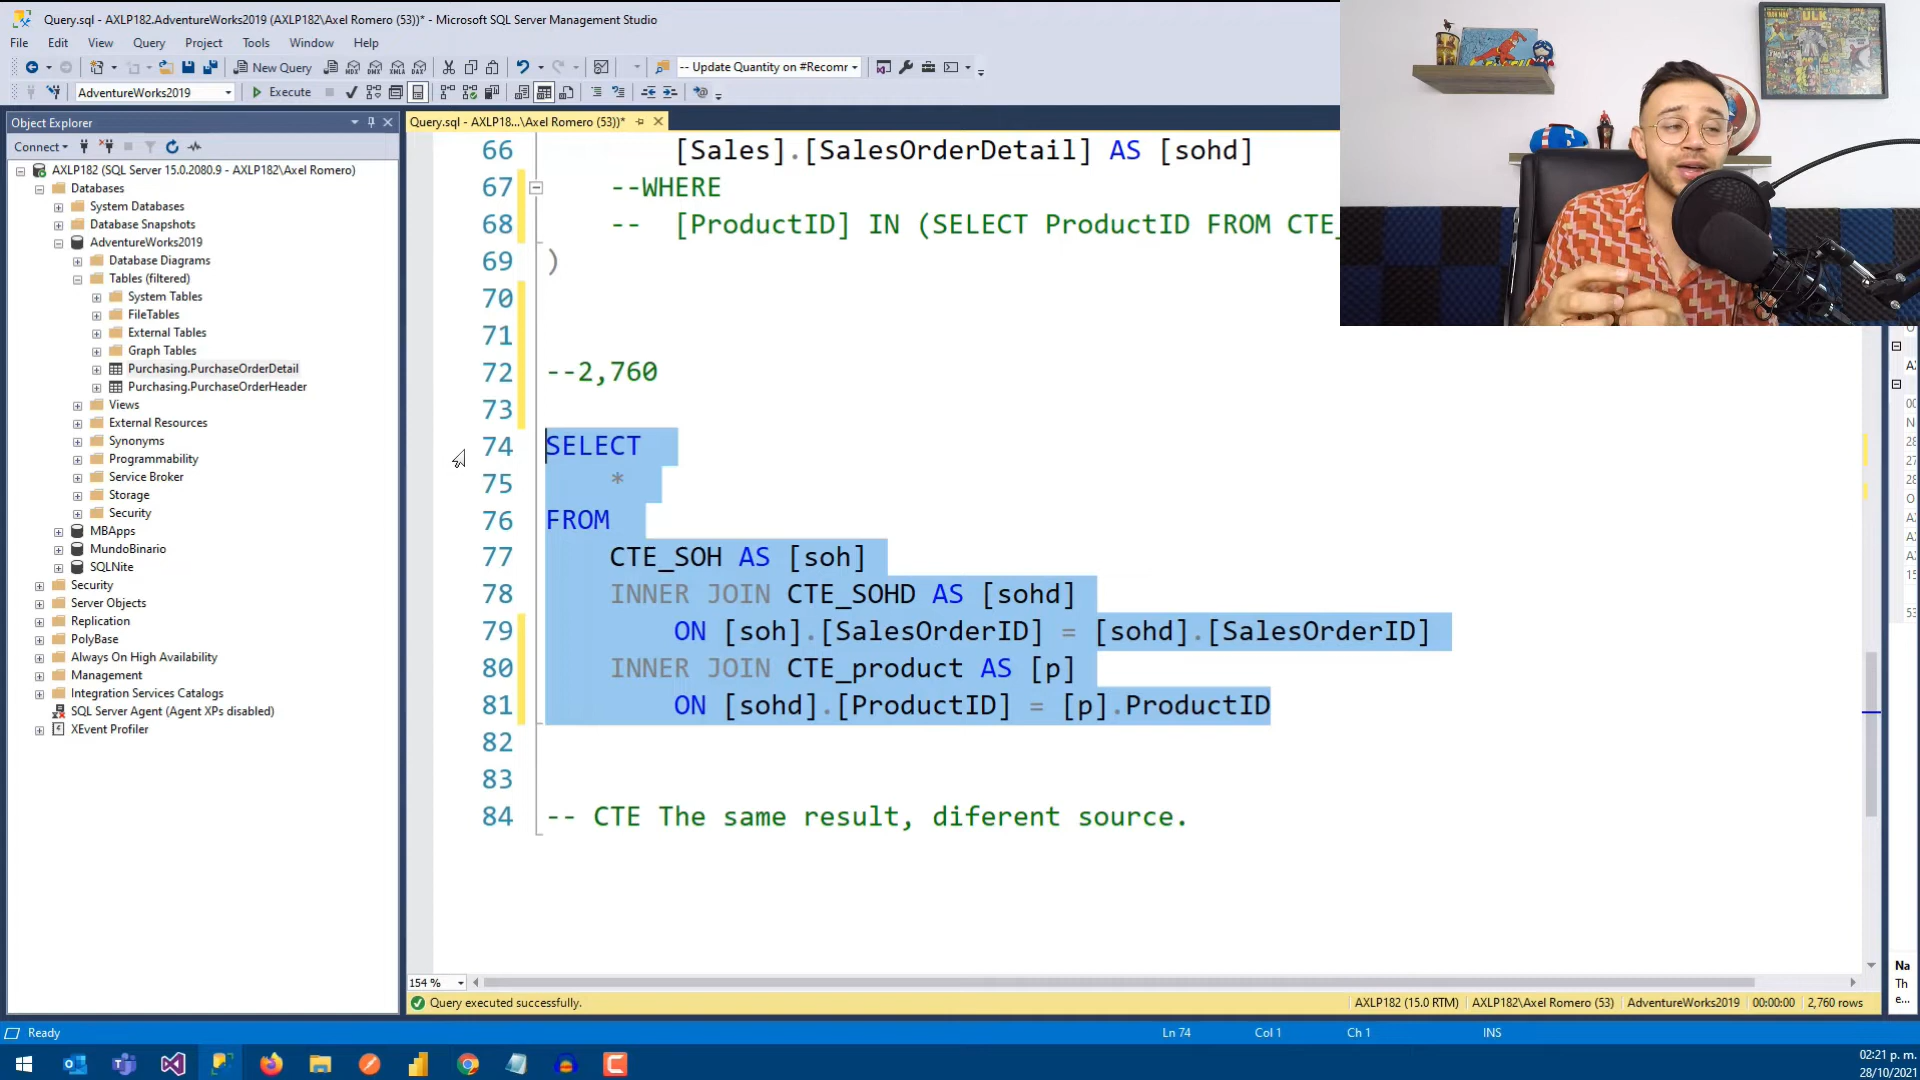 Query.sql - AXLP182.AdventureWorks2019 (AXLP182\Axel Romero (53))* - Microsoft SQL Server Management Studio
File Edit View Query Project Tools Window Help
New Query
-- Update Quantity on #Recomr
AdventureWorks2019
Execute
Object Explorer
Connect
AXLP182 (SQL Server 15.0.2080.9 - AXLP182\Axel Romero)
Databases
System Databases
Database Snapshots
AdventureWorks2019
Database Diagrams
Tables (filtered)
System Tables
FileTables
External Tables
Graph Tables
Purchasing.PurchaseOrderDetail
Purchasing.PurchaseOrderHeader
Views
External Resources
Synonyms
Programmability
Service Broker
Storage
Security
MBApps
MundoBinario
SQLNite
Security
Server Objects
Replication
PolyBase
Always On High Availability
Management
Integration Services Catalogs
SQL Server Agent (Agent XPs disabled)
XEvent Profiler
Query.sql - AXLP18...\Axel Romero (53))*
66 [Sales].[SalesOrderDetail] AS [sohd]
67 --WHERE
68 -- [ProductID] IN (SELECT ProductID FROM CTE_
69 )
70
71
72 --2,760
73
74 SELECT
75 *
76 FROM
77 CTE_SOH AS [soh]
78 INNER JOIN CTE_SOHD AS [sohd]
79 ON [soh].[SalesOrderID] = [sohd].[SalesOrderID]
80 INNER JOIN CTE_product AS [p]
81 ON [sohd].[ProductID] = [p].ProductID
82
83
84 -- CTE The same result, diferent source.
154 %
Query executed successfully.
AXLP182 (15.0 RTM) AXLP182\Axel Romero (53) AdventureWorks2019 00:00:00 2,760 rows
Na
Th
e...
Ready
Ln 74 Col 1 Ch 1 INS
02:21 p. m.
28/10/2021